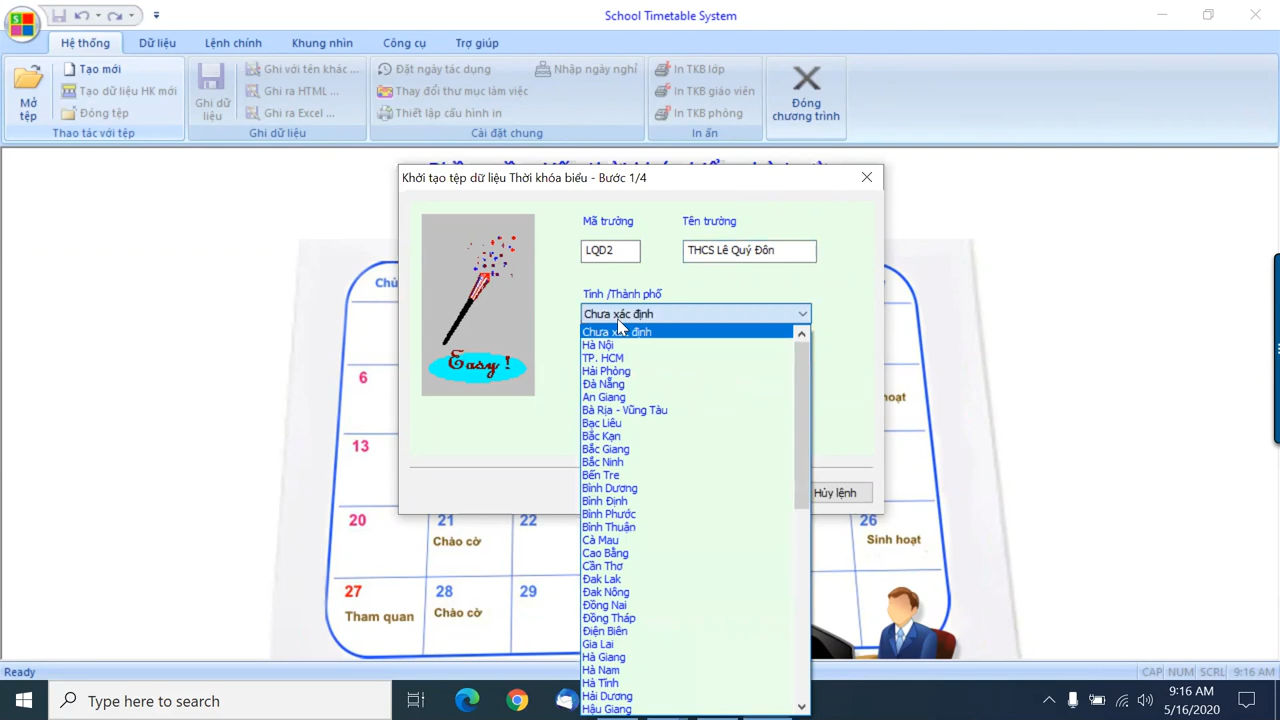 School Timetable System
Hệ thống
Dữ liệu
Lệnh chính
Khung nhìn
Công cụ
Trợ giúp
Mở tệp
Tạo mới
Tạo dữ liệu HK mới
Đóng tệp
Thao tác với tệp
Ghi dữ liệu
Ghi với tên khác ...
Ghi ra HTML ...
Ghi ra Excel ...
Ghi dữ liệu
Đặt ngày tác dụng
Nhập ngày nghỉ
Thay đổi thư mục làm việc
Thiết lập cấu hình in
Cài đặt chung
In TKB lớp
In TKB giáo viên
In TKB phòng
In ấn
Đóng chương trình
Khởi tạo tệp dữ liệu Thời khóa biểu - Bước 1/4
Mã trường
Tên trường
LQD2
THCS Lê Quý Đôn
Easy !
Tỉnh /Thành phố
Chưa xác định
Chưa xác định
Hà Nội
TP. HCM
Hải Phòng
Đà Nẵng
An Giang
Bà Rịa - Vũng Tàu
Bạc Liêu
Bắc Kạn
Bắc Giang
Bắc Ninh
Bến Tre
Bình Dương
Bình Định
Bình Phước
Bình Thuận
Cà Mau
Cao Bằng
Cần Thơ
Đak Lak
Đak Nông
Đồng Nai
Đồng Tháp
Điện Biên
Gia Lai
Hà Giang
Hà Nam
Hà Tĩnh
Hải Dương
Hậu Giang
Hủy lệnh
6
13
20
21
22
26
Chào cờ
Sinh hoạt
27
28
29
Tham quan
Chào cờ
Ready
CAP NUM SCRL 9:16 AM
Type here to search
9:16 AM
5/16/2020